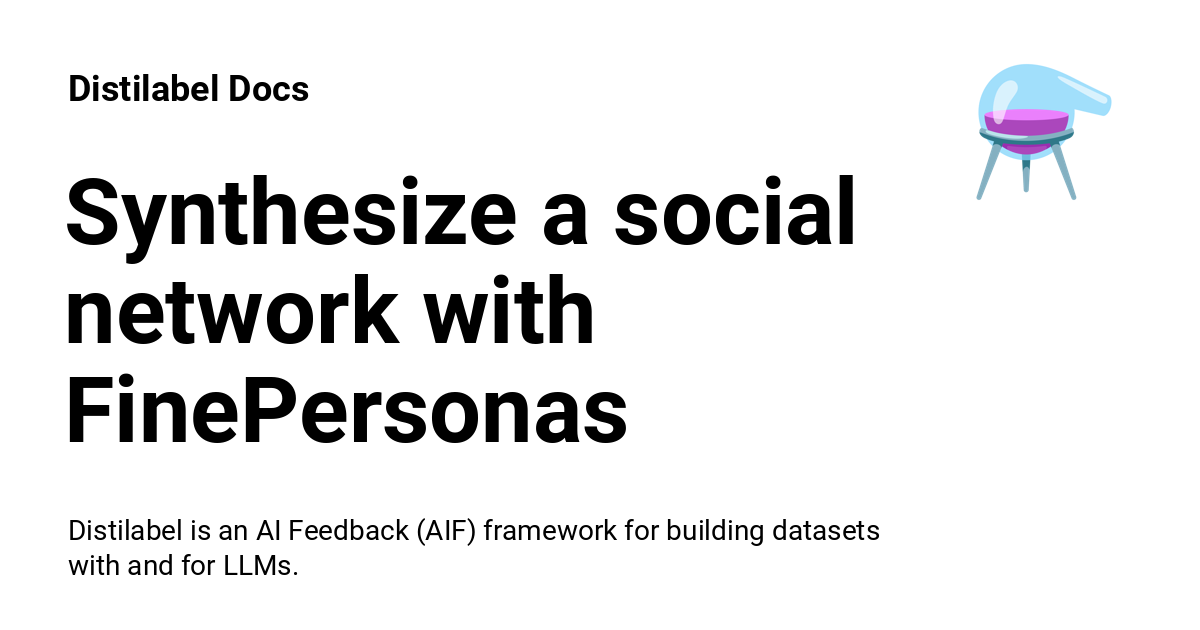 Distilabel Docs
Synthesize a social
network with
FinePersonas
Distilabel is an AI Feedback (AIF) framework for building datasets
with and for LLMs.